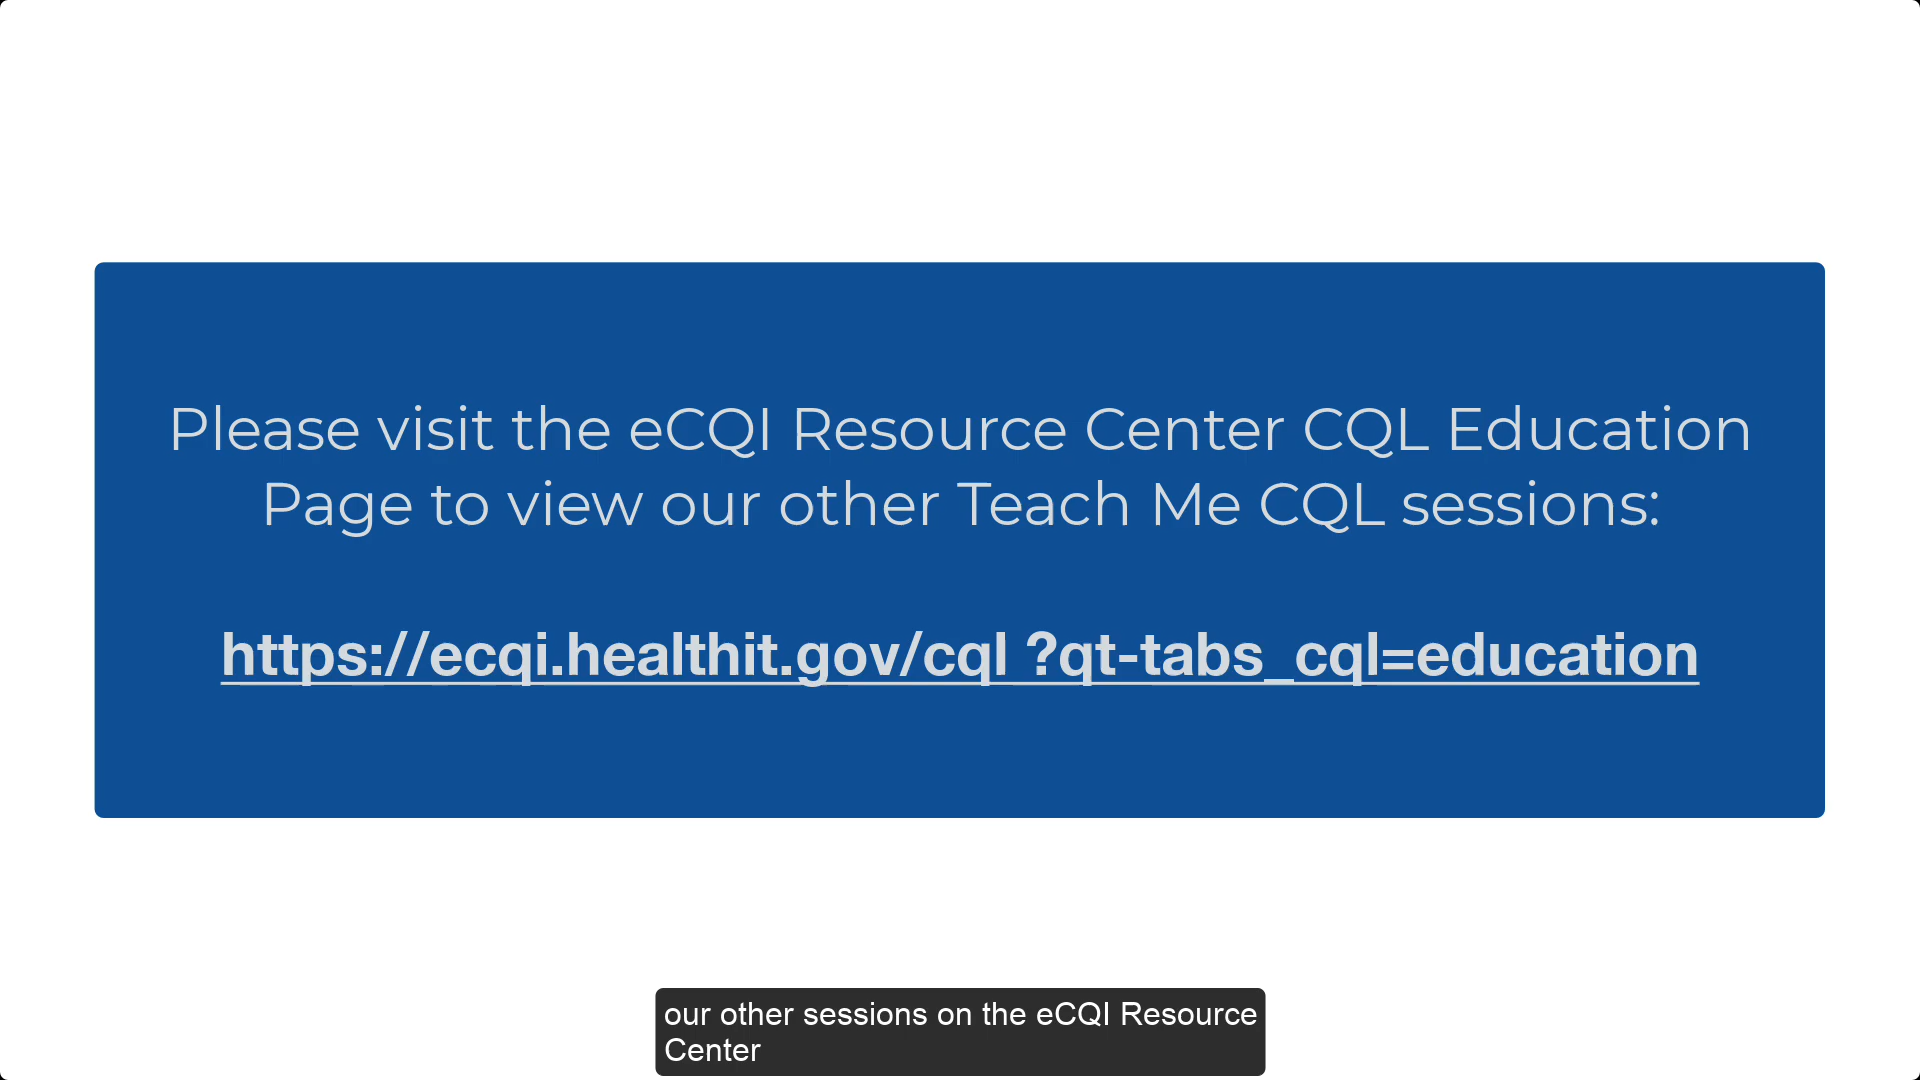 Please visit the eCQI Resource Center CQL Education
Page to view our other Teach Me CQL sessions:
https://ecqi.healthit.gov/cql ?qt-tabs_cql=education
our other sessions on the eCQI Resource
Center